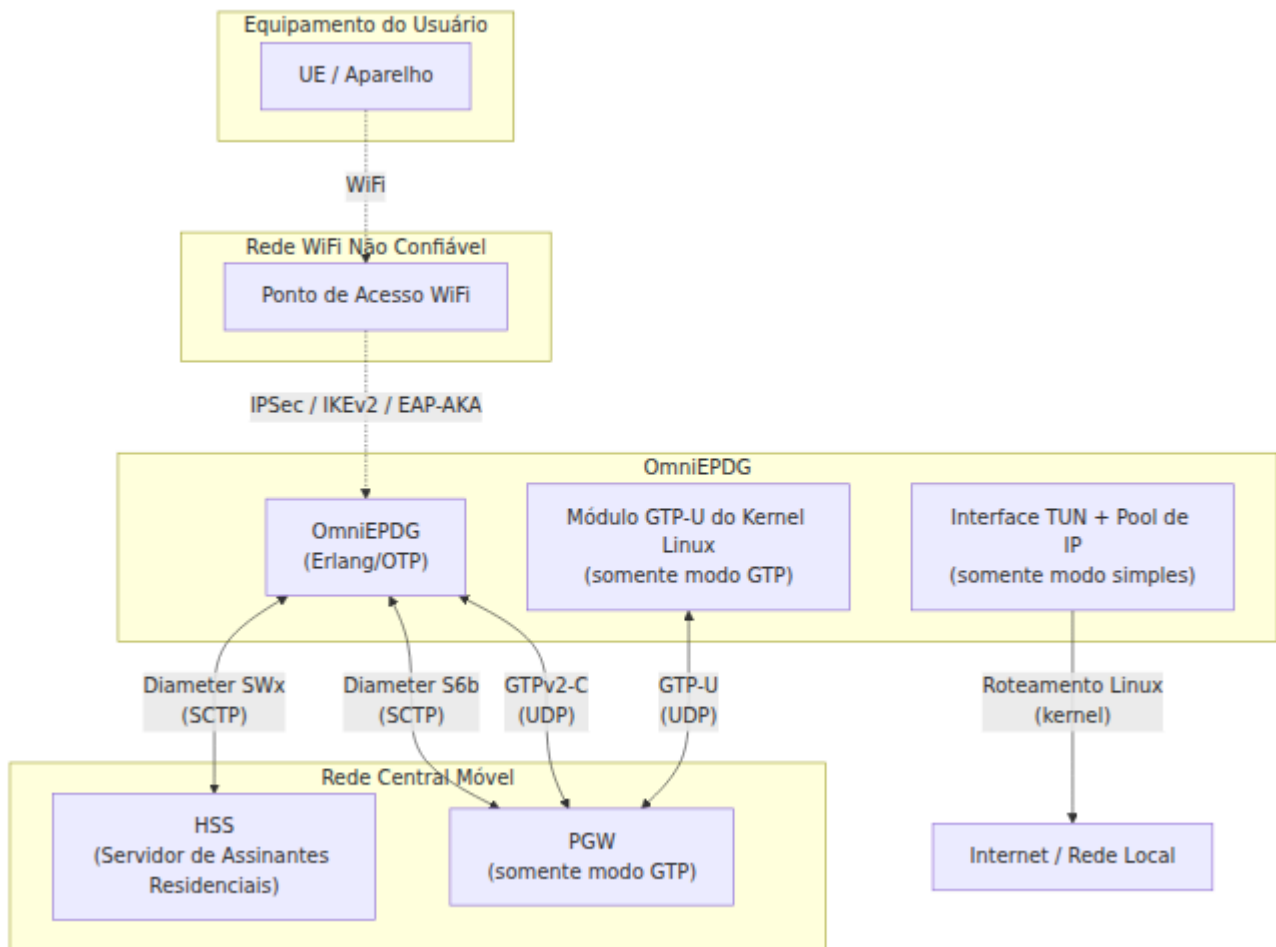 Equipamento do Usuário
UE / Aparelho
WiFi
Rede WiFi Não Confiável
Ponto de Acesso WiFi
IPSec / IKEv2 / EAP-AKA
OmniEPDG
OmniEPDG
(Erlang/OTP)
Módulo GTP-U do Kernel
Linux
(somente modo GTP)
Interface TUN + Pool de
IP
(somente modo simples)
Diameter SWx
(SCTP)
Diameter S6b
(SCTP)
GTPv2-C
(UDP)
GTP-U
(UDP)
Roteamento Linux
(kernel)
Rede Central Móvel
HSS
(Servidor de Assinantes
Residenciais)
PGW
(somente modo GTP)
Internet / Rede Local